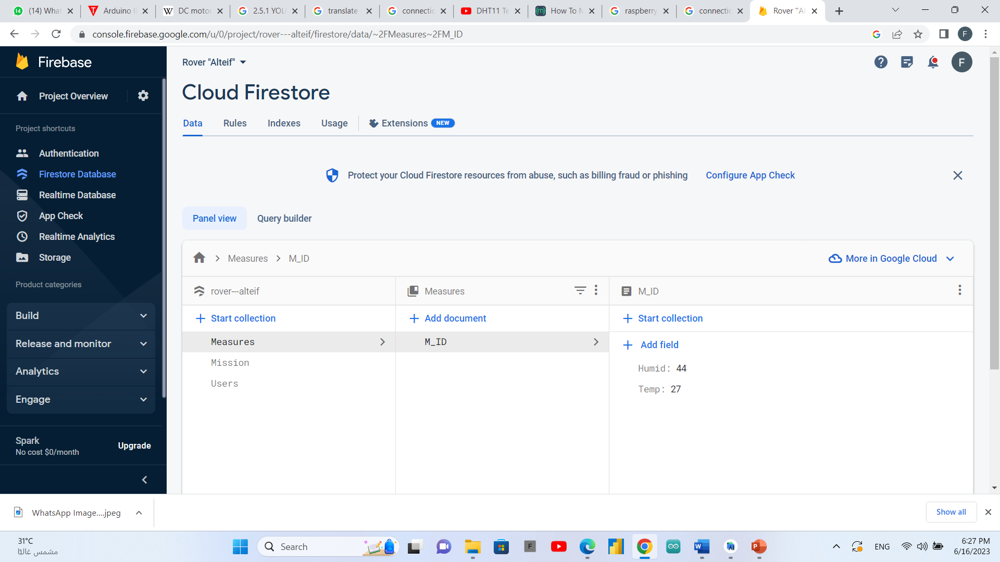 (14) What
Arduino I
DC motor
2.5.1 YOL
translate
connectic
DHT11 Te
How To M
raspberry
connectic
Rover "Al
console.firebase.google.com/u/0/project/rover---alteif/firestore/data/~2FMeasures~2FM_ID
F
Firebase
Project Overview
Project shortcuts
Authentication
Firestore Database
Realtime Database
App Check
Realtime Analytics
Storage
Product categories
Build
Release and monitor
Analytics
Engage
Spark
No cost $0/month
Upgrade
Rover "Alteif"
F
Cloud Firestore
Data
Rules
Indexes
Usage
Extensions NEW
Protect your Cloud Firestore resources from abuse, such as billing fraud or phishing
Configure App Check
Panel view
Query builder
Measures
M_ID
More in Google Cloud
rover---alteif
Measures
M_ID
Start collection
Add document
Start collection
Measures
M_ID
Add field
Mission
Users
Humid: 44
Temp: 27
WhatsApp Image....jpeg
Show all
31°C
مشمس غالبًا
Search
ENG
6:27 PM
6/16/2023